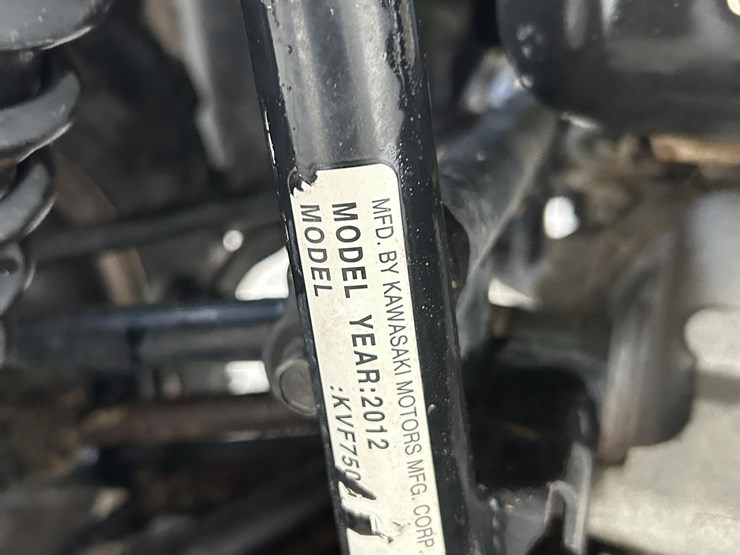 MFD. BY KAWASAKI MOTORS MFG. CORP.
MODEL YEAR:2012
MODEL :KVF750